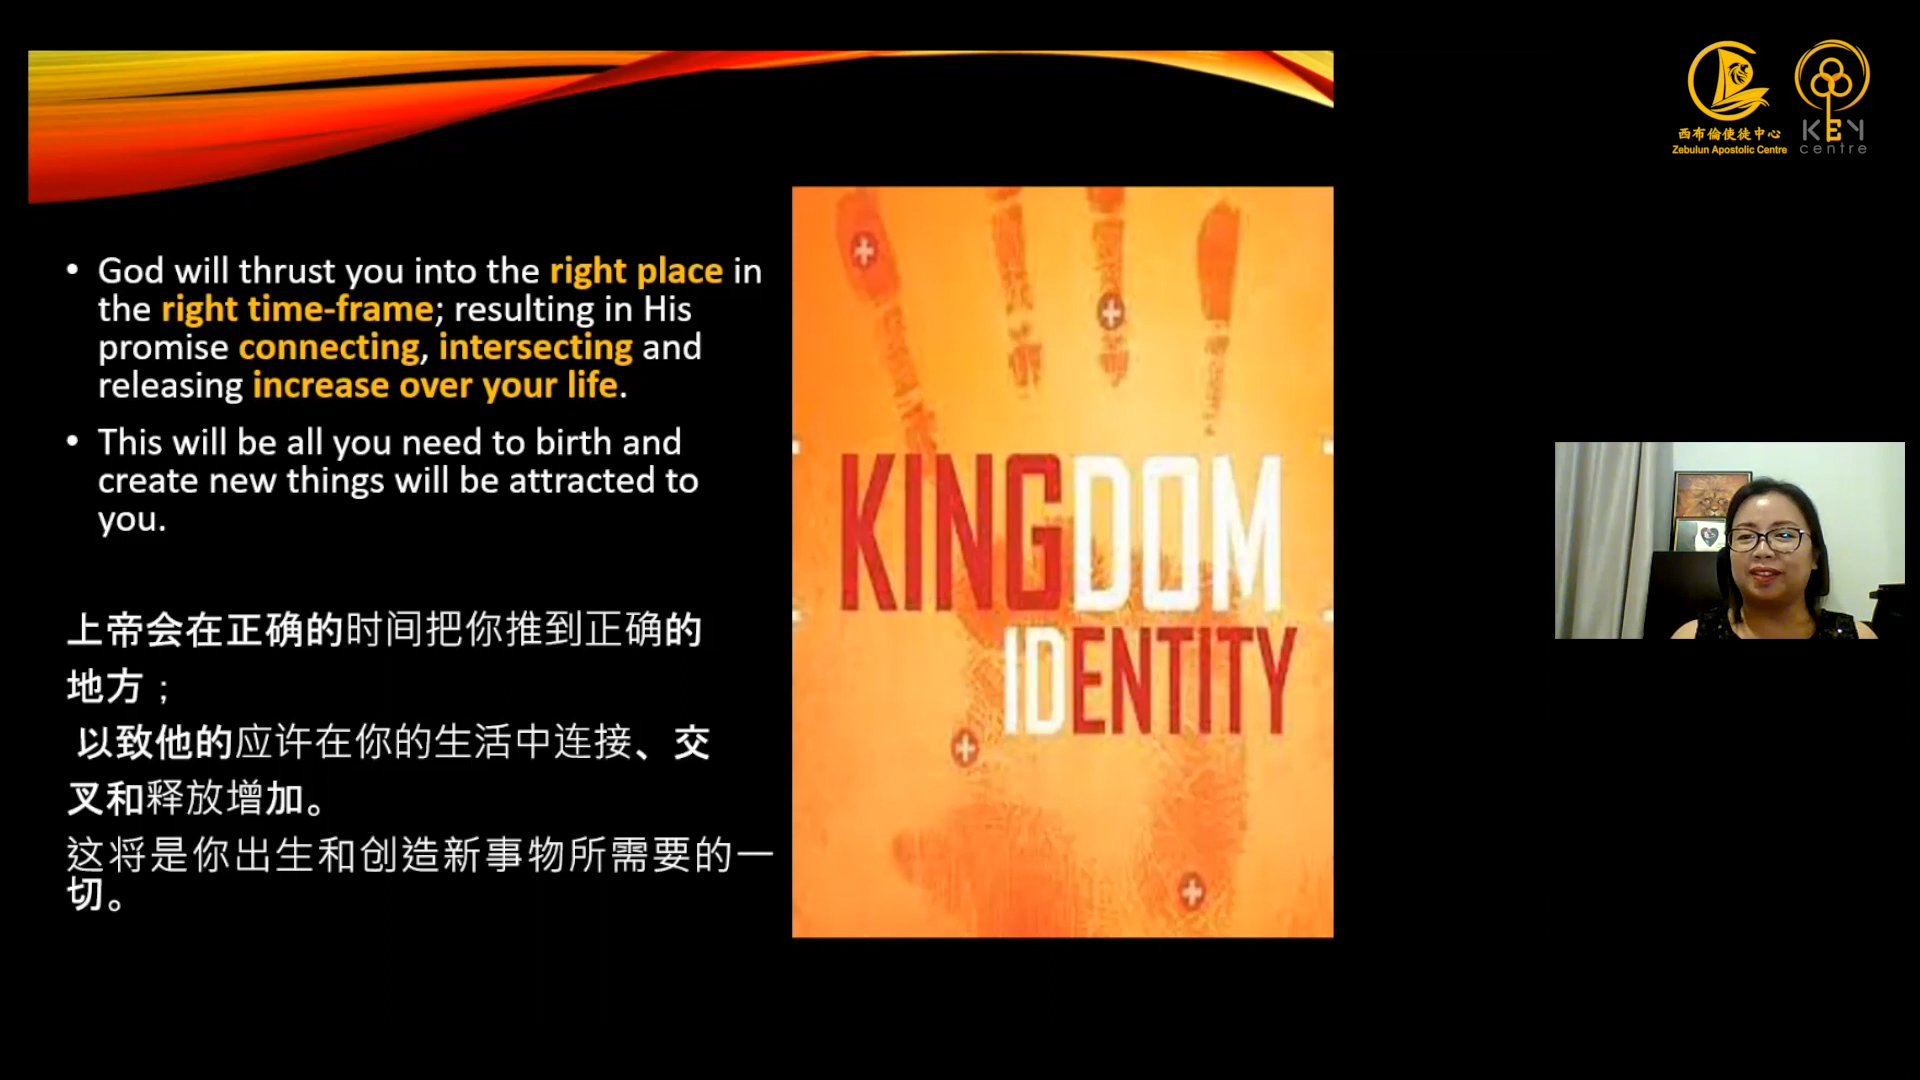 • God will thrust you into the right place in
the right time-frame; resulting in His
promise connecting, intersecting and
releasing increase over your life.
• This will be all you need to birth and
create new things will be attracted to
you.
上帝会在正确的时间把你推到正确的
地方；
以致他的应许在你的生活中连接、交
叉和释放增加。
这将是你出生和创造新事物所需要的一
切。
KINGDOM
IDENTITY
西布倫使徒中心
Zebulun Apostolic Centre
KEY
centre